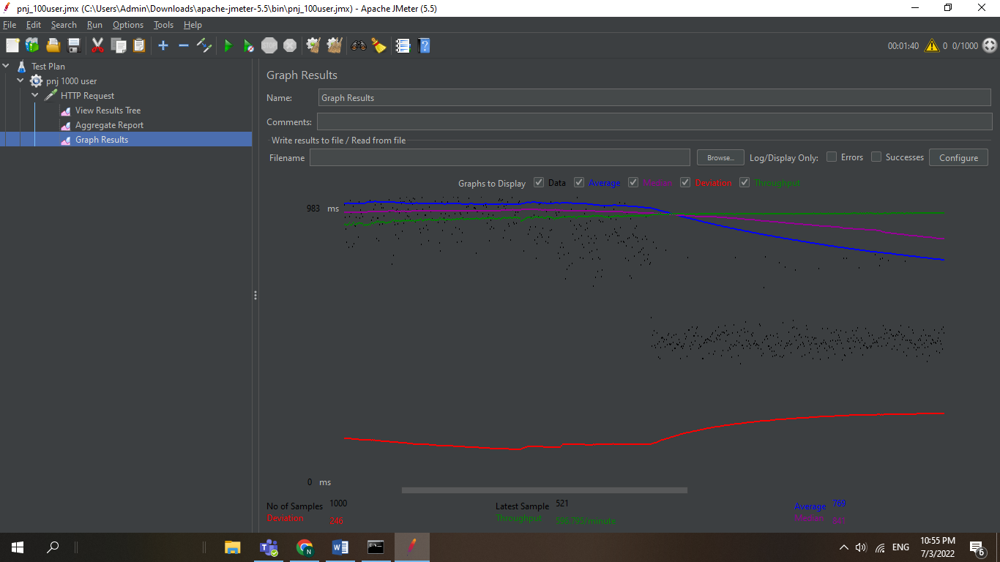 pnj_100user.jmx (C:\Users\Admin\Downloads\apache-jmeter-5.5\bin\pnj_100user.jmx) - Apache JMeter (5.5)
File Edit Search Run Options Tools Help
STOP 00:01:40 0 0/1000
Test Plan
pnj 1000 user
HTTP Request
View Results Tree
Aggregate Report
Graph Results
Graph Results
Name: Graph Results
Comments:
Write results to file / Read from file
Filename Browse... Log/Display Only: Errors Successes Configure
Graphs to Display Data Average Median Deviation Throughput
983 ms
0 ms
No of Samples 1000 Latest Sample 521 Average 769
Deviation 246 Throughput 596.795/minute Median
ENG
10:55 PM
7/3/2022
6